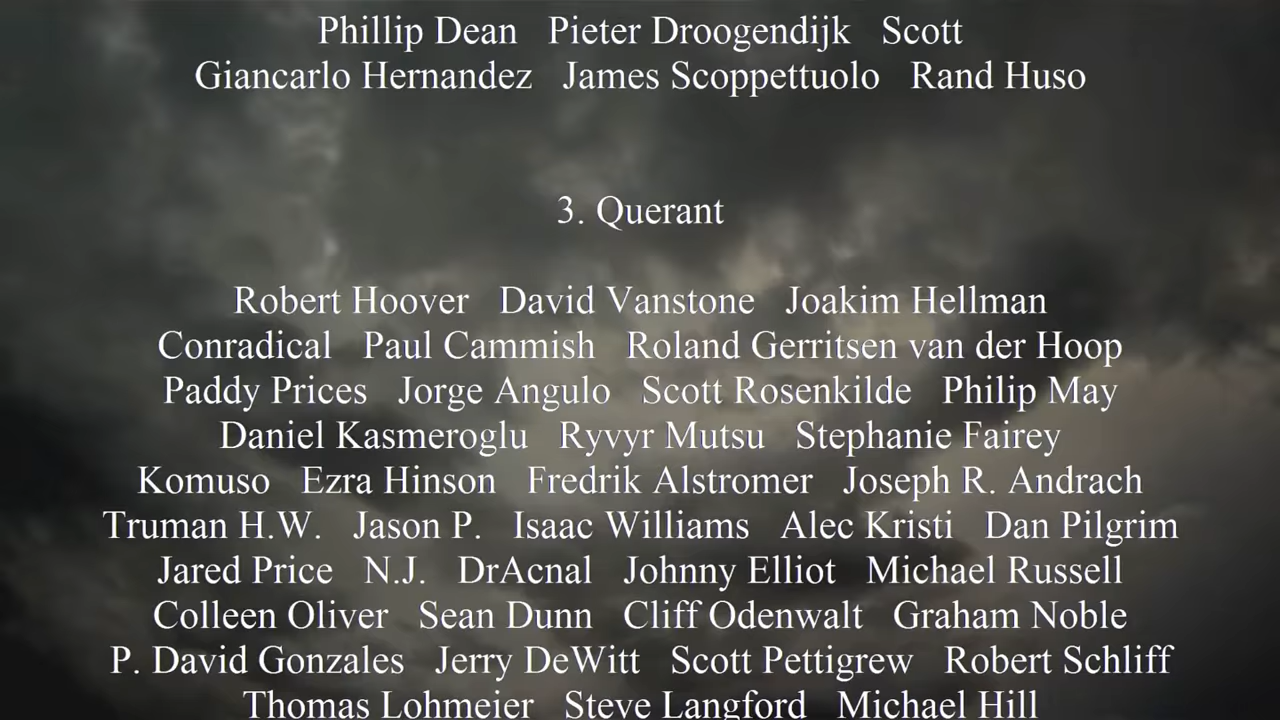 Phillip Dean Pieter Droogendijk Scott
Giancarlo Hernandez James Scoppettuolo Rand Huso
3. Querant
Robert Hoover David Vanstone Joakim Hellman
Conradical Paul Cammish Roland Gerritsen van der Hoop
Paddy Prices Jorge Angulo Scott Rosenkilde Philip May
Daniel Kasmeroglu Ryvyr Mutsu Stephanie Fairey
Komuso Ezra Hinson Fredrik Alstromer Joseph R. Andrach
Truman H.W. Jason P. Isaac Williams Alec Kristi Dan Pilgrim
Jared Price N.J. DrAcnal Johnny Elliot Michael Russell
Colleen Oliver Sean Dunn Cliff Odenwalt Graham Noble
P. David Gonzales Jerry DeWitt Scott Pettigrew Robert Schliff
Thomas Lohmeier Steve Langford Michael Hill